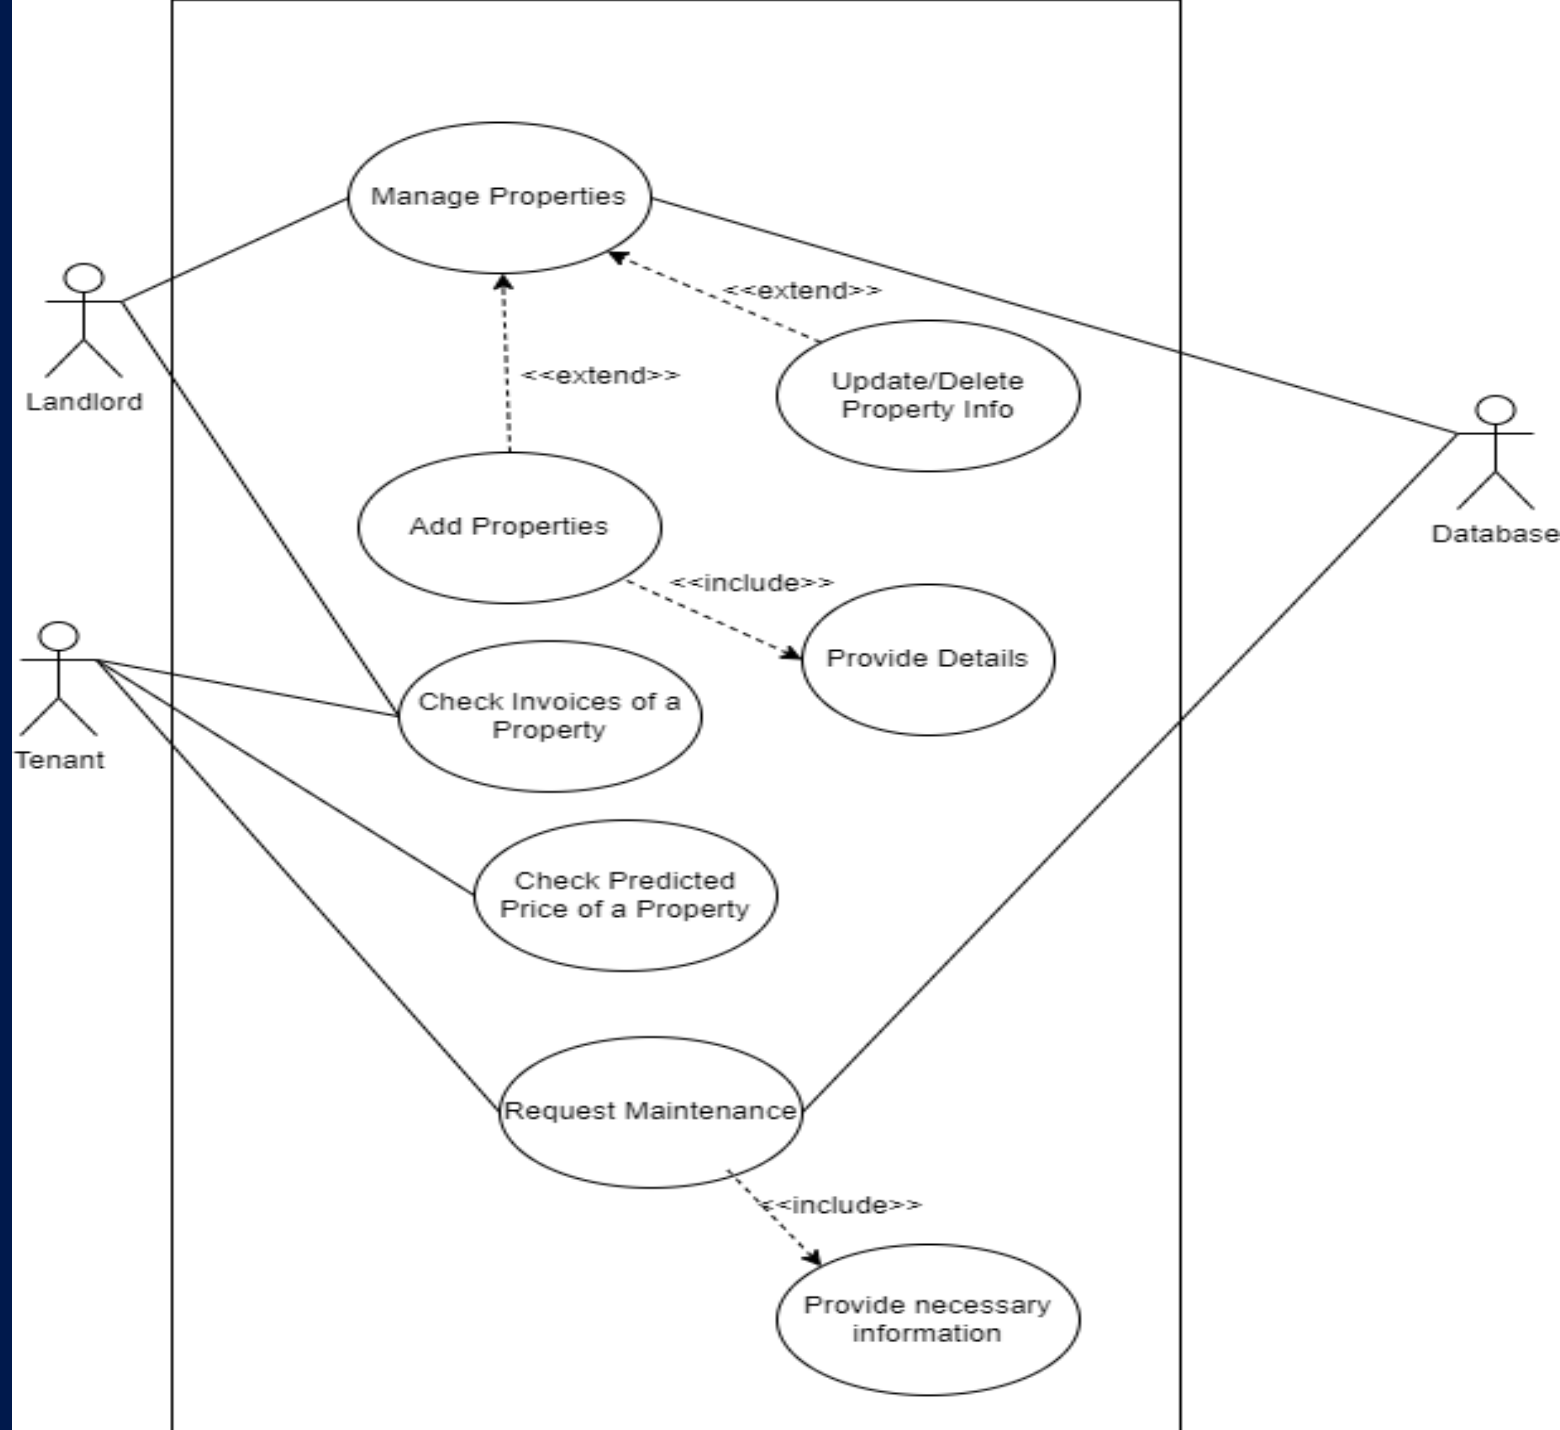 Manage Properties
<<extend>>
<<extend>>
Update/Delete
Property Info
Landlord
Add Properties
Database
<<include>>
Provide Details
Check Invoices of a
Property
Tenant
Check Predicted
Price of a Property
Request Maintenance
<<include>>
Provide necessary
information